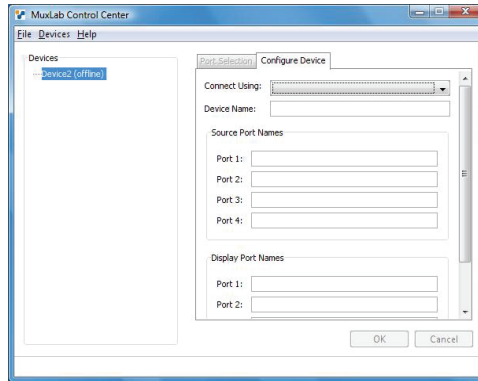 MuxLab Control Center
File Devices Help
Devices
Device2 (offline)
Port Selection
Configure Device
Connect Using:
Device Name:
Source Port Names
Port 1:
Port 2:
Port 3:
Port 4:
Display Port Names
Port 1:
Port 2:
OK
Cancel